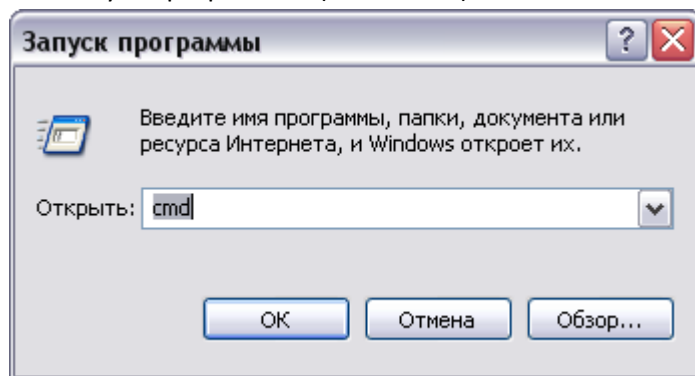 Запуск программы
Введите имя программы, папки, документа или
ресурса Интернета, и Windows откроет их.
Открыть: cmd
ОК Отмена Обзор...